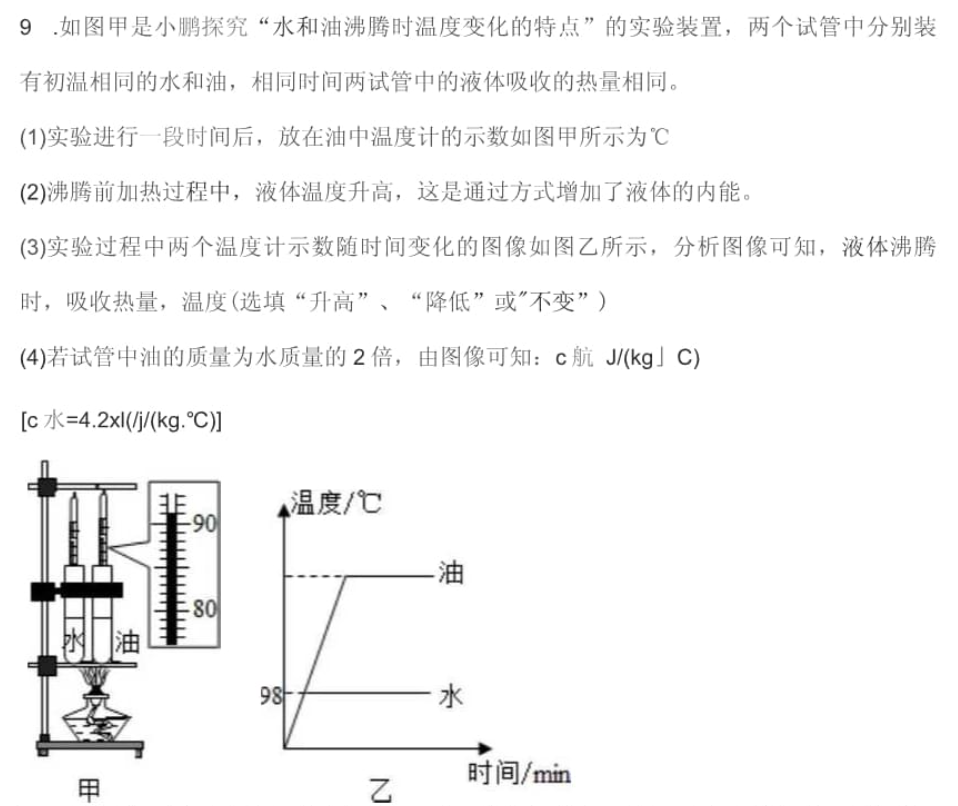 9 .如图甲是小鹏探究“水和油沸腾时温度变化的特点”的实验装置，两个试管中分别装
有初温相同的水和油，相同时间两试管中的液体吸收的热量相同。
(1)实验进行一段时间后，放在油中温度计的示数如图甲所示为℃
(2)沸腾前加热过程中，液体温度升高，这是通过方式增加了液体的内能。
(3)实验过程中两个温度计示数随时间变化的图像如图乙所示，分析图像可知，液体沸腾
时，吸收热量，温度(选填“升高”、“降低”或"不变”)
(4)若试管中油的质量为水质量的 2 倍，由图像可知：c 航 J/(kg」C)
[c 水=4.2xl(/j/(kg.℃)]
90
80
水 油
甲
温度/℃
油
98
水
时间/min
乙